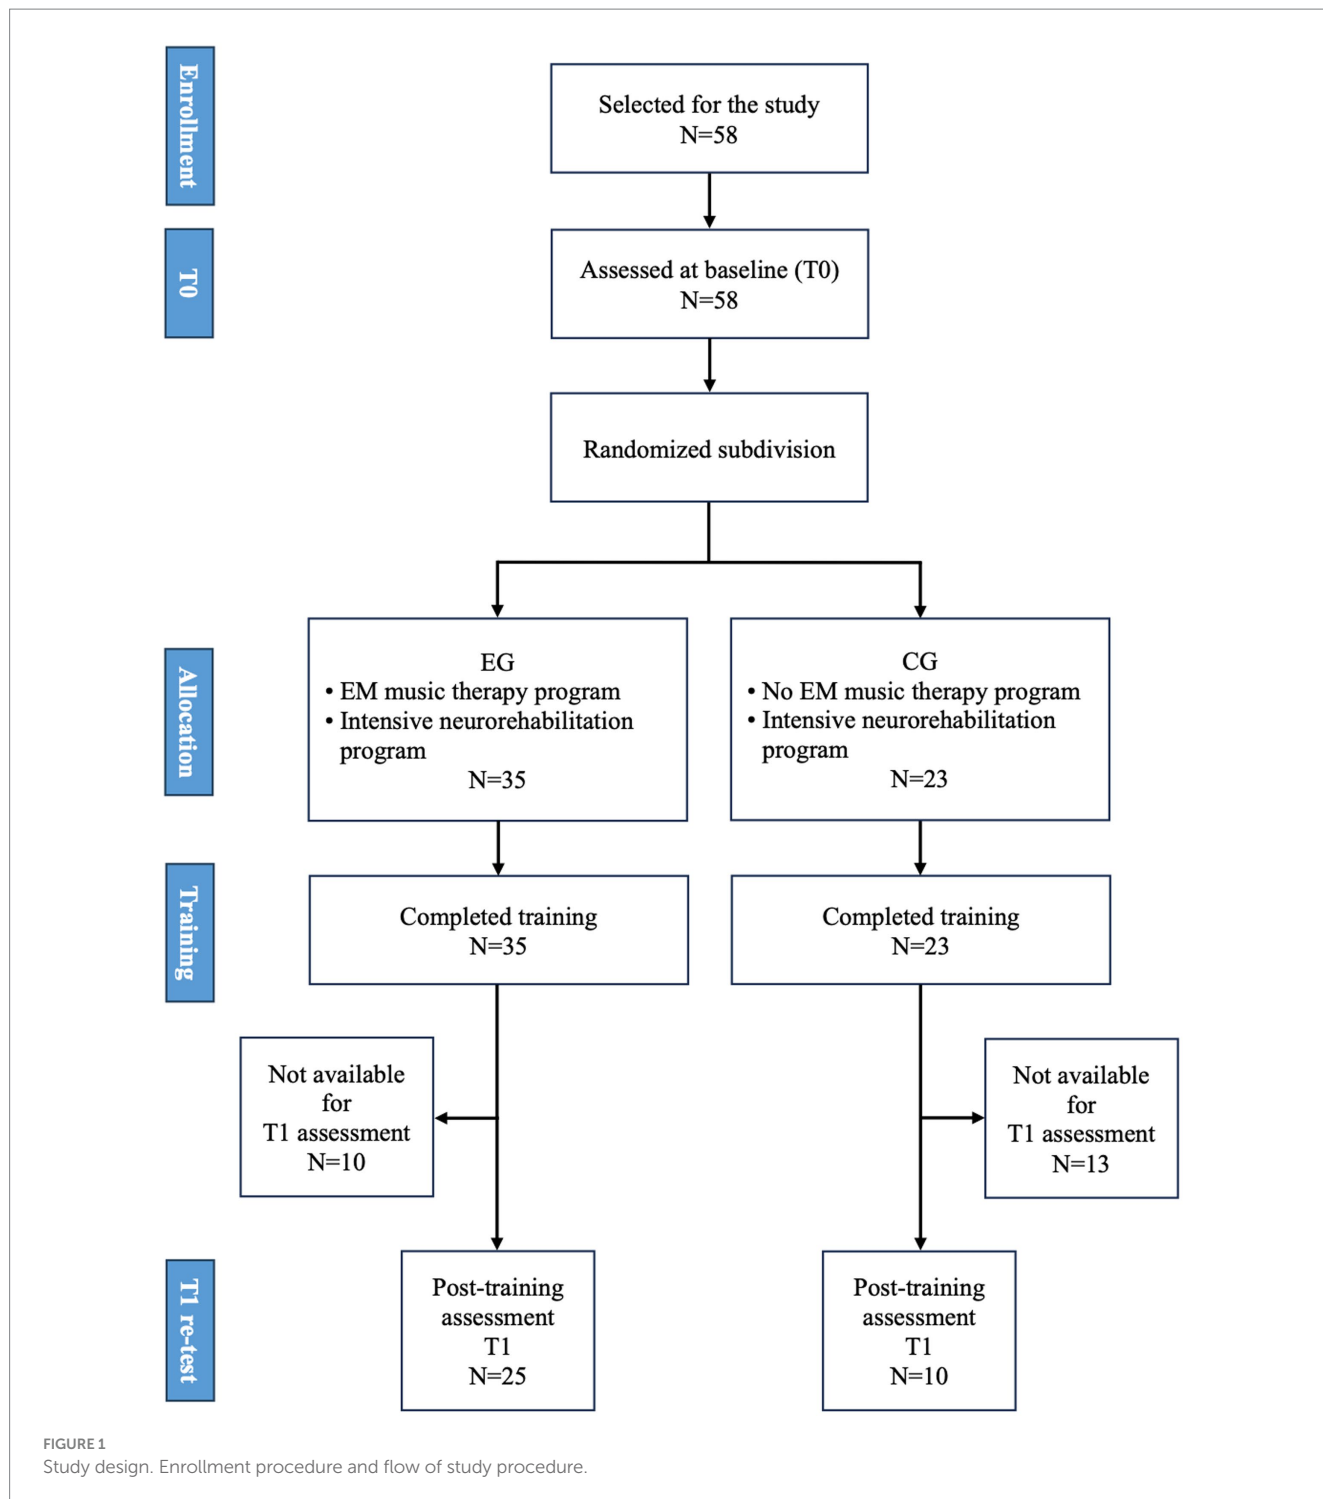 Enrollment
Selected for the study
N=58
T0
Assessed at baseline (T0)
N=58
Randomized subdivision
Allocation
EG
• EM music therapy program
• Intensive neurorehabilitation
program
N=35
CG
• No EM music therapy program
• Intensive neurorehabilitation
program
N=23
Training
Completed training
N=35
Completed training
N=23
Not available
for
T1 assessment
N=10
Not available
for
T1 assessment
N=13
T1 re-test
Post-training
assessment
T1
N=25
Post-training
assessment
T1
N=10
FIGURE 1
Study design. Enrollment procedure and flow of study procedure.